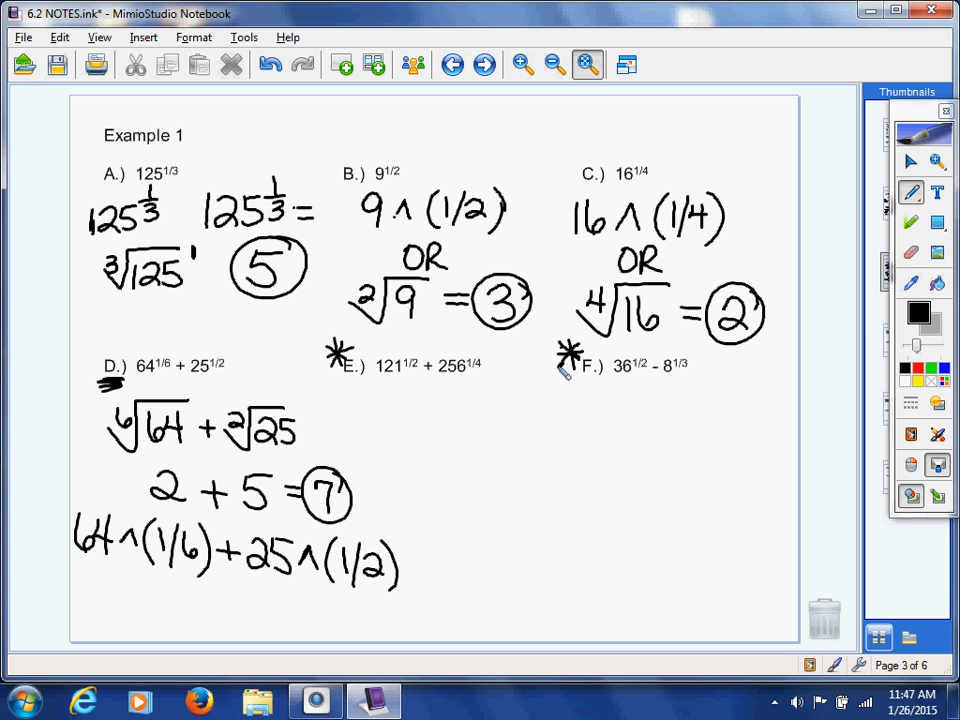 6.2 NOTES.ink* - MimioStudio Notebook
File Edit View Insert Format Tools Help
Thumbnails
Example 1
A.) 125^1/3
B.) 9^1/2
C.) 16^1/4
125^1/3 125^1/3 =
∛125^1 5
9 ^ (1/2)
OR
²√9 = 3
16 ^ (1/4)
OR
⁴√16 = 2
D.) 64^1/6 + 25^1/2
*E.) 121^1/2 + 256^1/4
*F.) 36^1/2 - 8^1/3
⁶√64 + ²√25
2 + 5 = 7
64^(1/6) + 25^(1/2)
T
Page 3 of 6
11:47 AM
1/26/2015